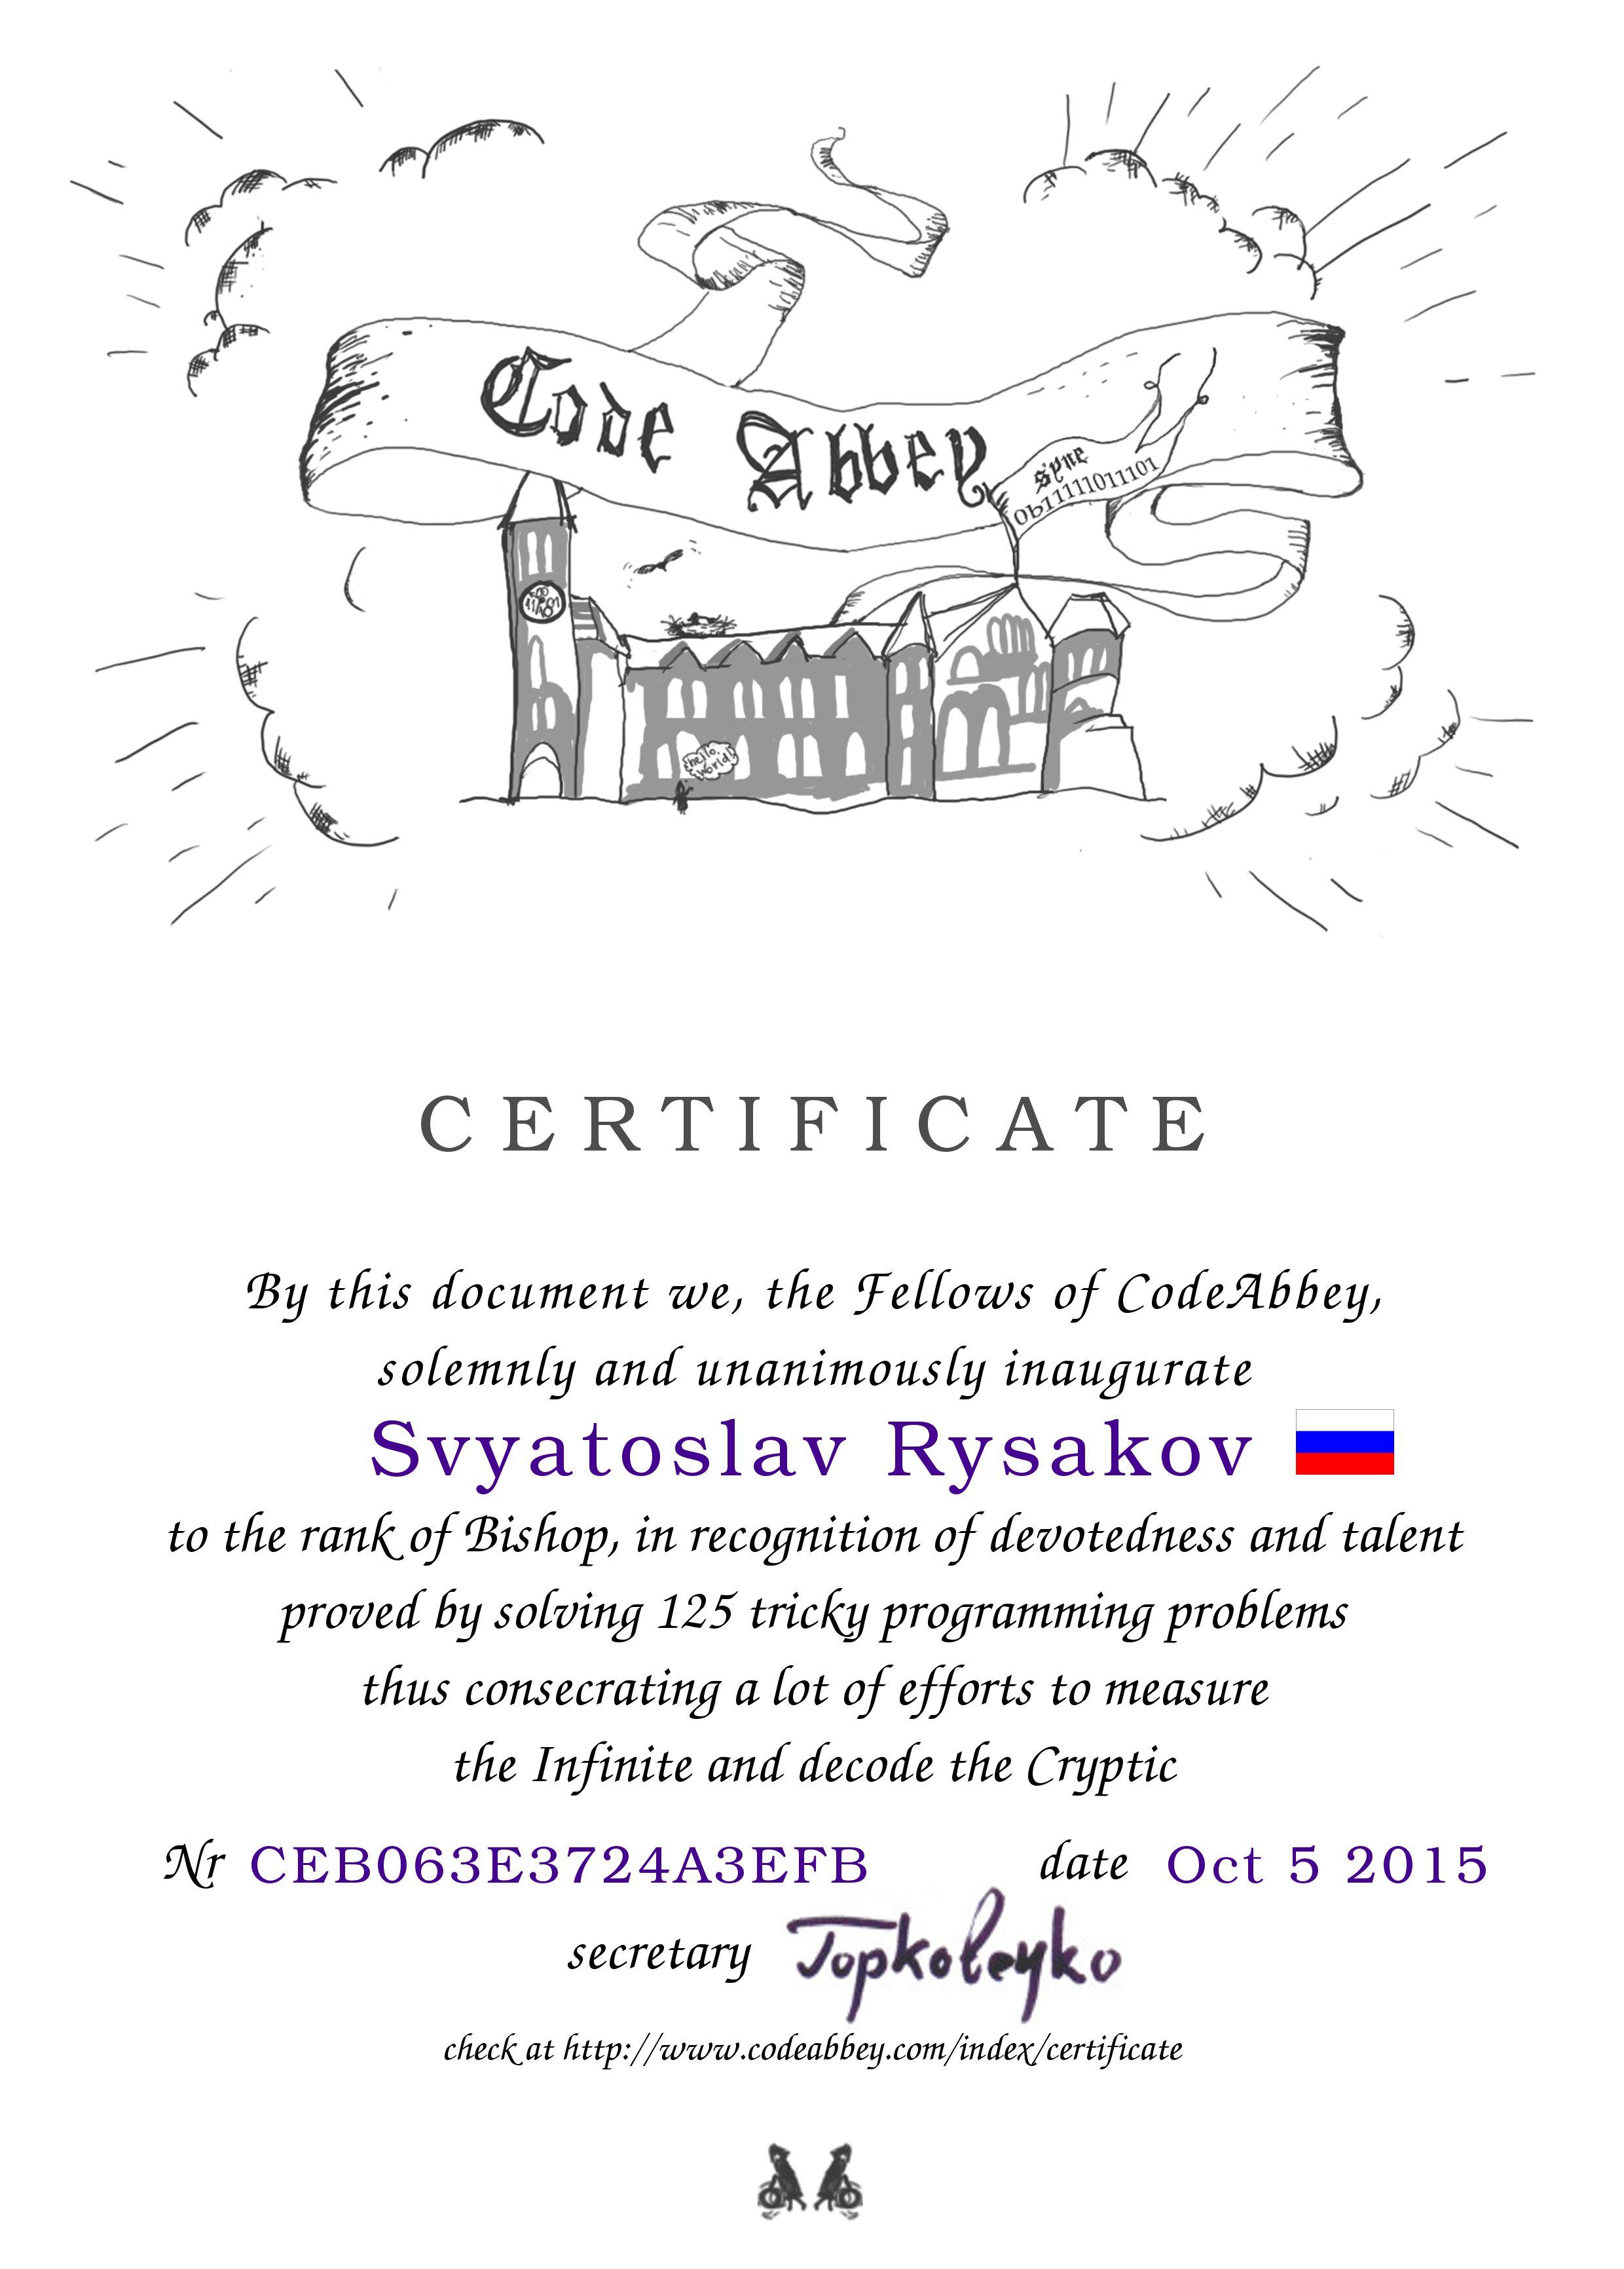 Code Abbey
syne
0b11111011101
hello, world!
CERTIFICATE
By this document we, the Fellows of CodeAbbey,
solemnly and unanimously inaugurate
Svyatoslav Rysakov
to the rank of Bishop, in recognition of devotedness and talent
proved by solving 125 tricky programming problems
thus consecrating a lot of efforts to measure
the Infinite and decode the Cryptic
Nr CEB063E3724A3EFB date Oct 5 2015
secretary Topkoleyko
check at http://www.codeabbey.com/index/certificate